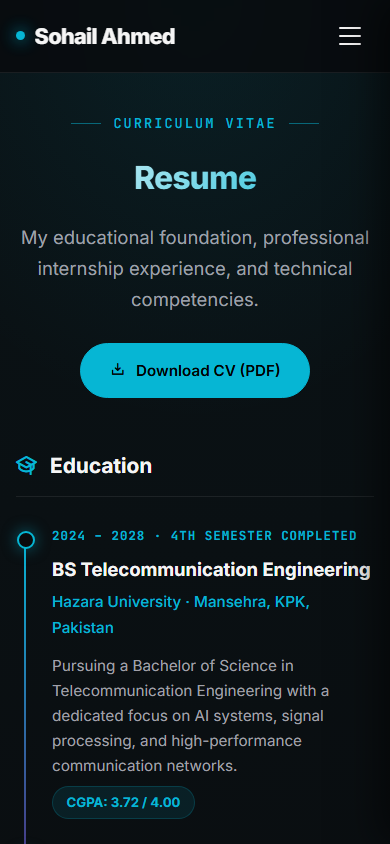 Sohail Ahmed
CURRICULUM VITAE
Resume
My educational foundation, professional
internship experience, and technical
competencies.
Download CV (PDF)
Education
2024 – 2028 · 4TH SEMESTER COMPLETED
BS Telecommunication Engineering
Hazara University · Mansehra, KPK,
Pakistan
Pursuing a Bachelor of Science in
Telecommunication Engineering with a
dedicated focus on AI systems, signal
processing, and high-performance
communication networks.
CGPA: 3.72 / 4.00